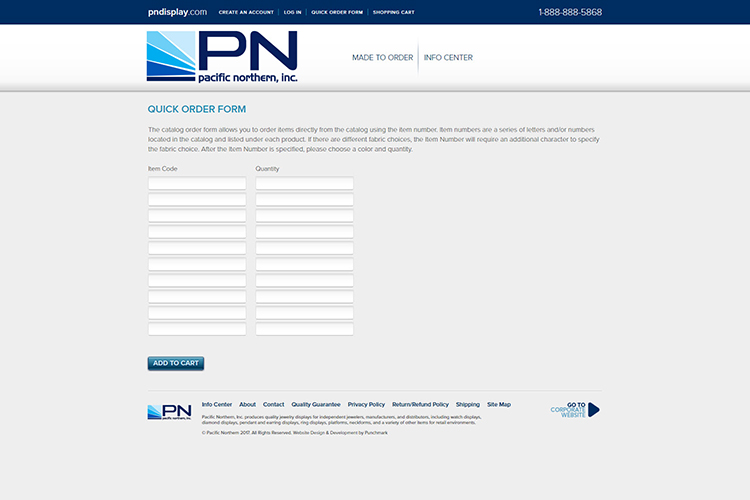 pndisplay.com CREATE AN ACCOUNT LOG IN QUICK ORDER FORM SHOPPING CART 1-888-888-5868
PN
pacific northern, inc.
MADE TO ORDER INFO CENTER
QUICK ORDER FORM
The catalog order form allows you to order items directly from the catalog using the item number. Item numbers are a series of letters and/or numbers
located in the catalog and listed under each product. If there are different fabric choices, the Item Number will require an additional character to specify
the fabric choice. After the Item Number is specified, please choose a color and quantity.
Item Code Quantity
ADD TO CART
PN
pacific northern, inc.
Info Center About Contact Quality Guarantee Privacy Policy Return/Refund Policy Shipping Site Map
Pacific Northern, Inc. produces quality jewelry displays for independent jewelers, manufacturers, and distributors, including watch displays,
diamond displays, pendant and earring displays, ring displays, platforms, neckforms, and a variety of other items for retail environments.
© Pacific Northern 2017. All Rights Reserved. Website Design & Development by Punchmark
GO TO
CORPORATE
WEBSITE